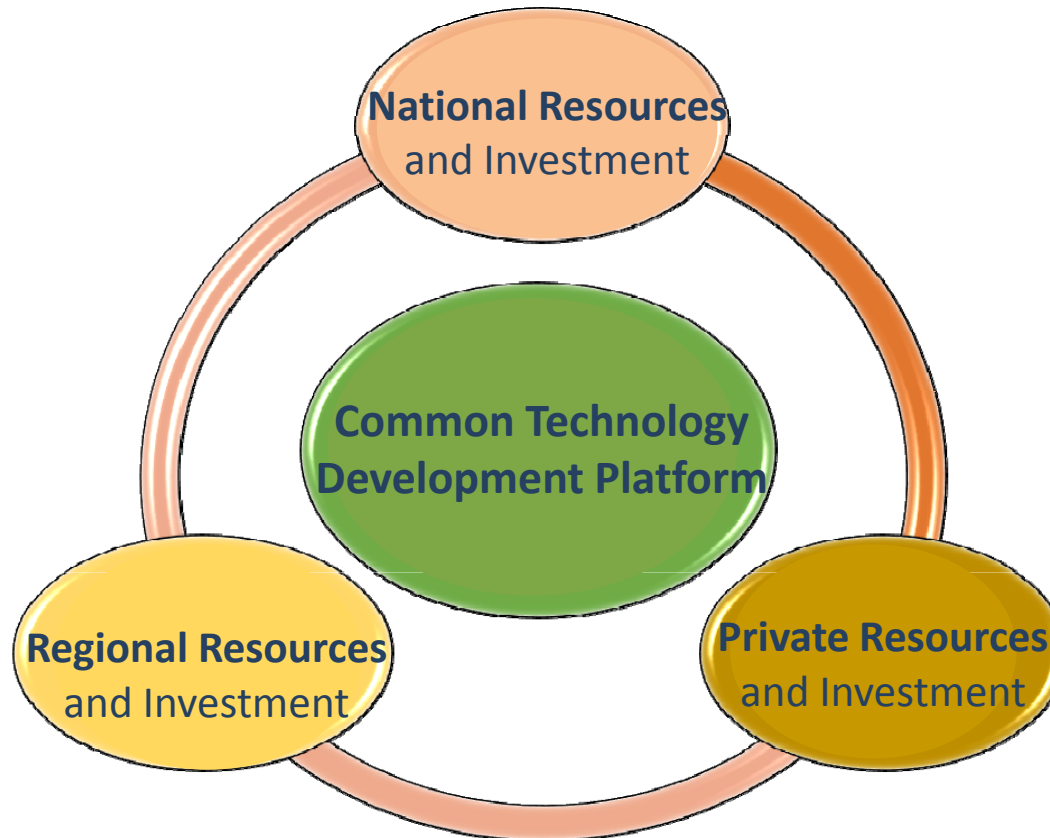 National Resources
and Investment
Common Technology
Development Platform
Regional Resources
and Investment
Private Resources
and Investment